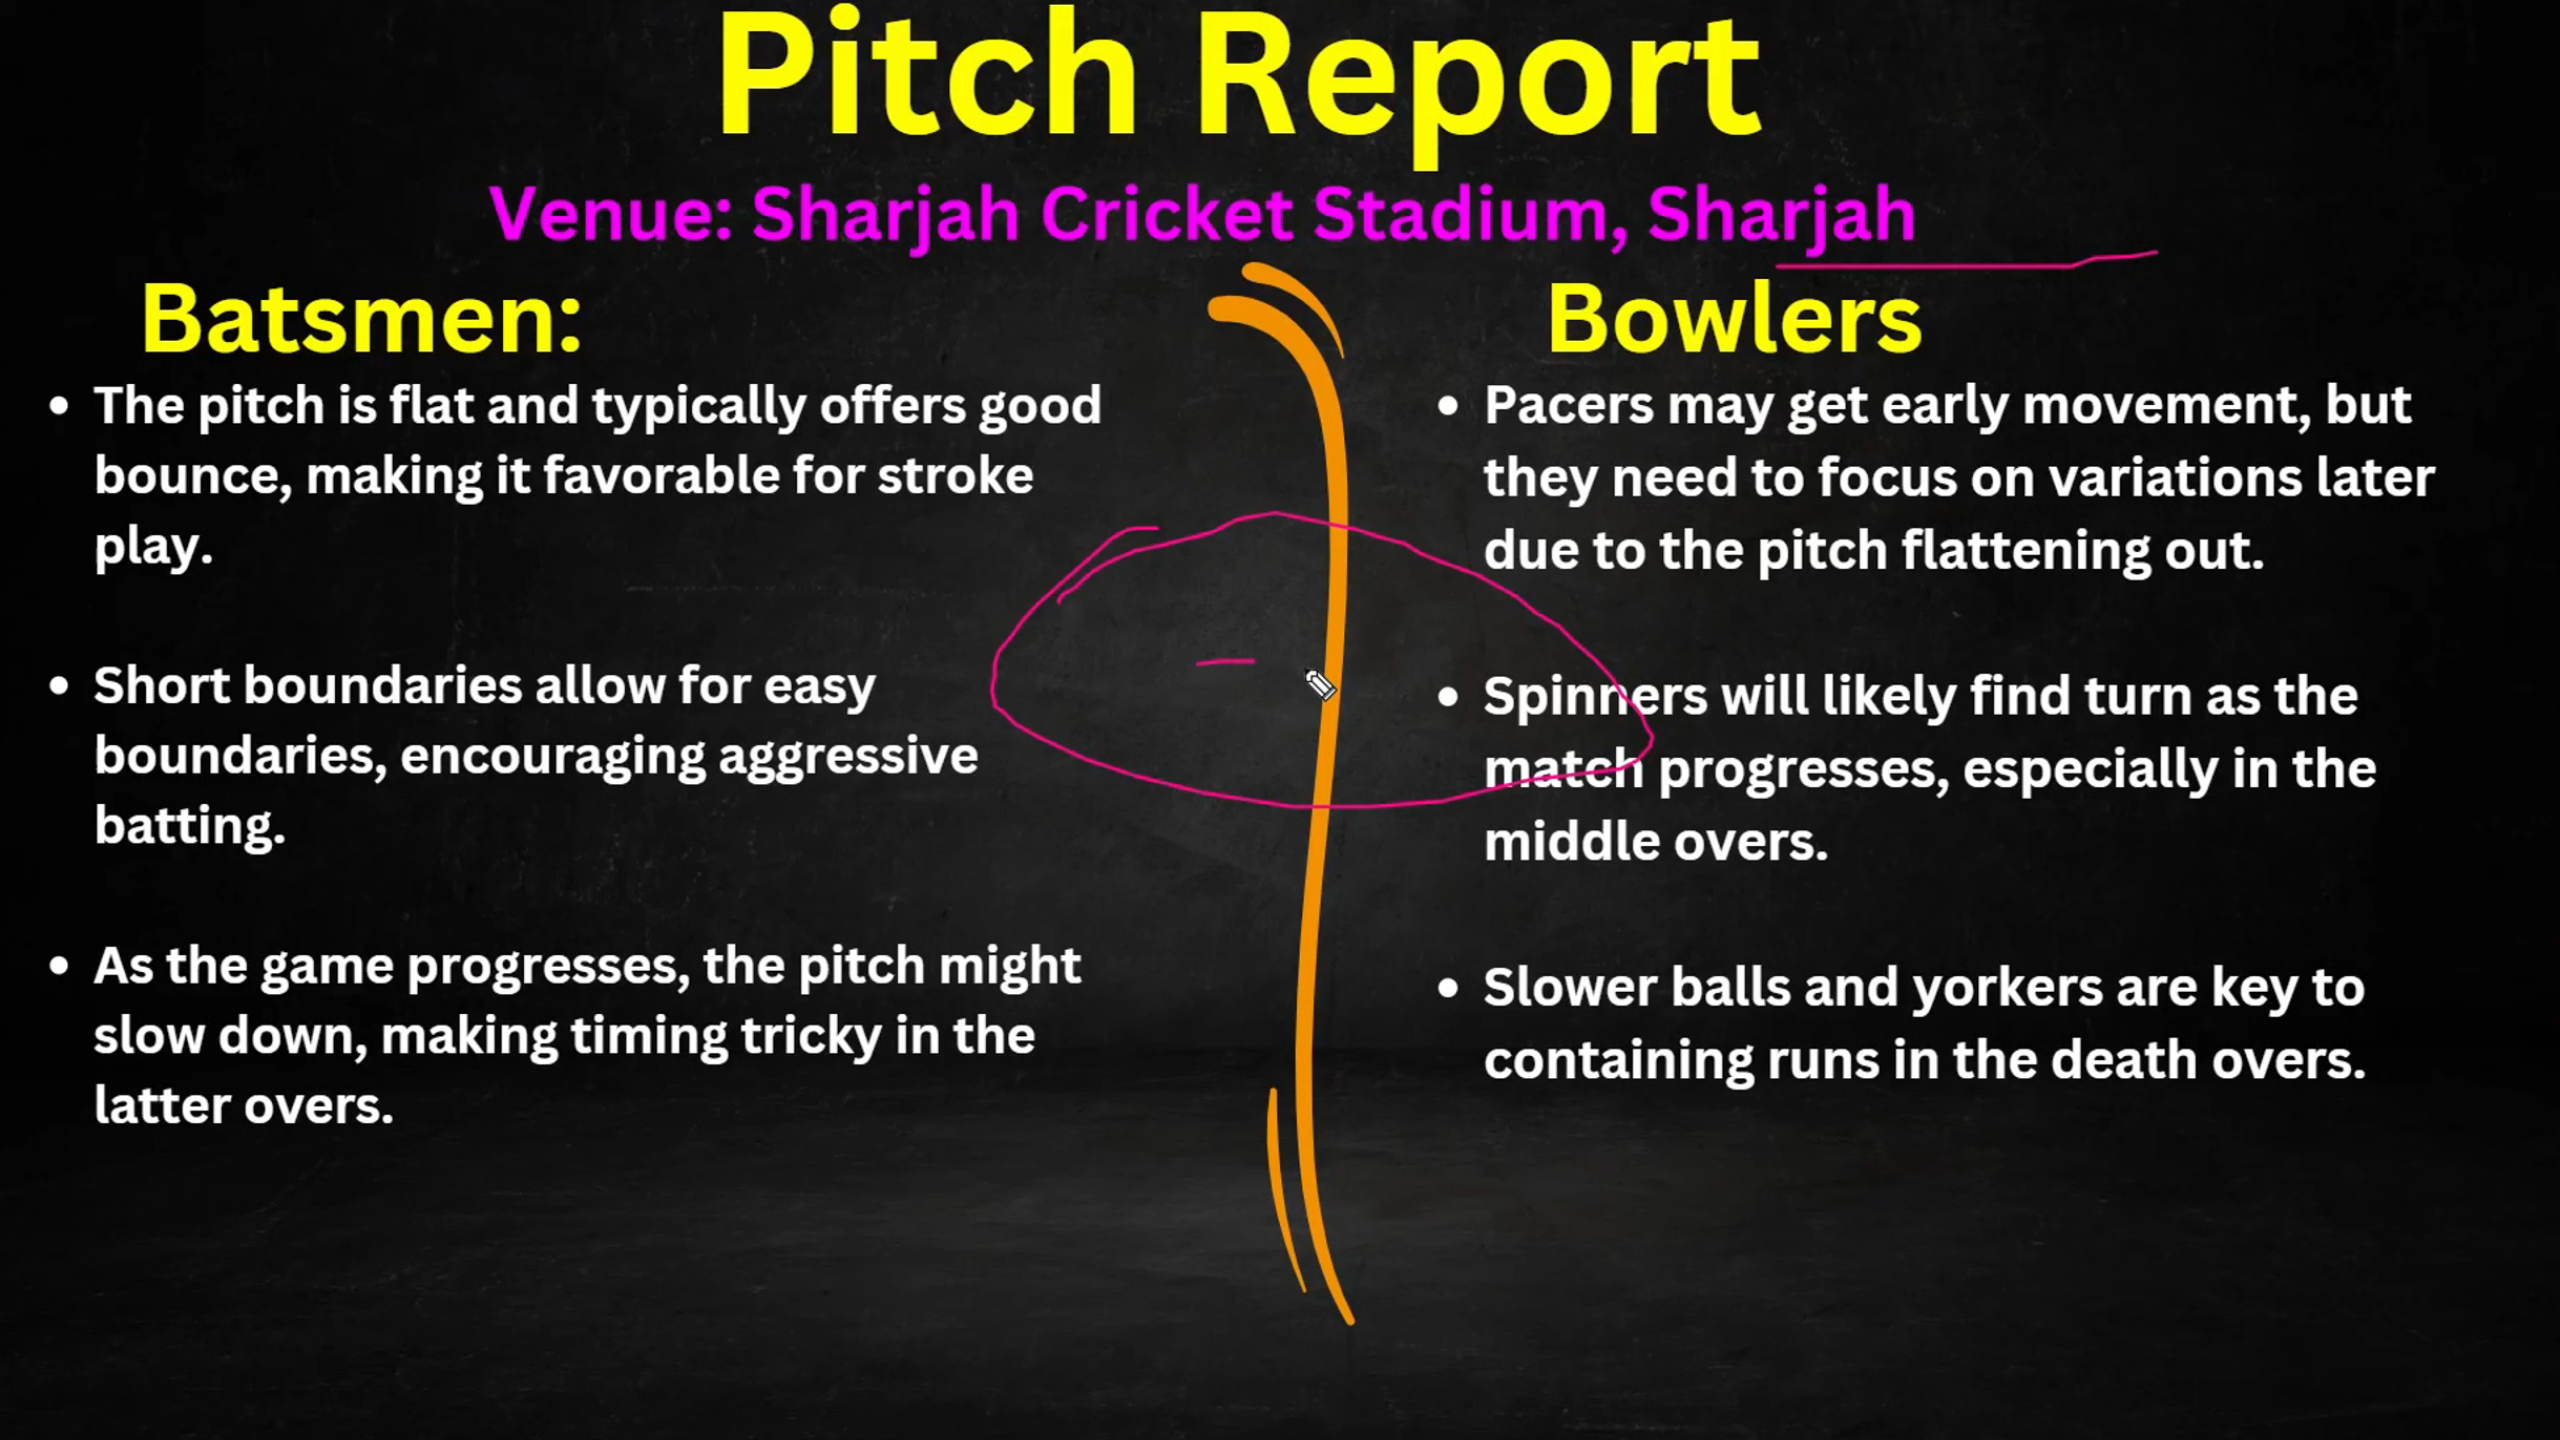 Pitch Report
Venue: Sharjah Cricket Stadium, Sharjah
Batsmen:
• The pitch is flat and typically offers good
bounce, making it favorable for stroke
play.
• Short boundaries allow for easy
boundaries, encouraging aggressive
batting.
• As the game progresses, the pitch might
slow down, making timing tricky in the
latter overs.
Bowlers
• Pacers may get early movement, but
they need to focus on variations later
due to the pitch flattening out.
• Spinners will likely find turn as the
match progresses, especially in the
middle overs.
• Slower balls and yorkers are key to
containing runs in the death overs.